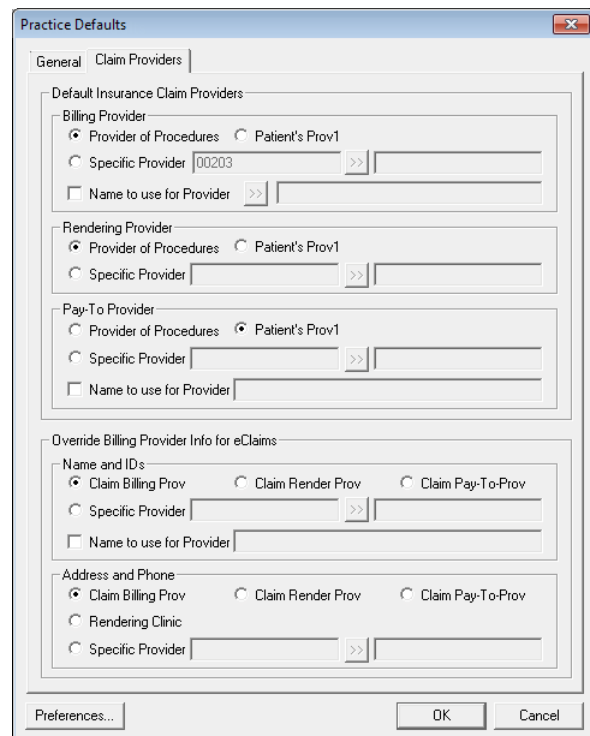 Practice Defaults
General Claim Providers
Default Insurance Claim Providers
Billing Provider
Provider of Procedures Patient's Prov1
Specific Provider 00203 >>
Name to use for Provider >>
Rendering Provider
Provider of Procedures Patient's Prov1
Specific Provider >>
Pay-To Provider
Provider of Procedures Patient's Prov1
Specific Provider >>
Name to use for Provider
Override Billing Provider Info for eClaims
Name and IDs
Claim Billing Prov Claim Render Prov Claim Pay-To-Prov
Specific Provider >>
Name to use for Provider
Address and Phone
Claim Billing Prov Claim Render Prov Claim Pay-To-Prov
Rendering Clinic
Specific Provider >>
Preferences... OK Cancel